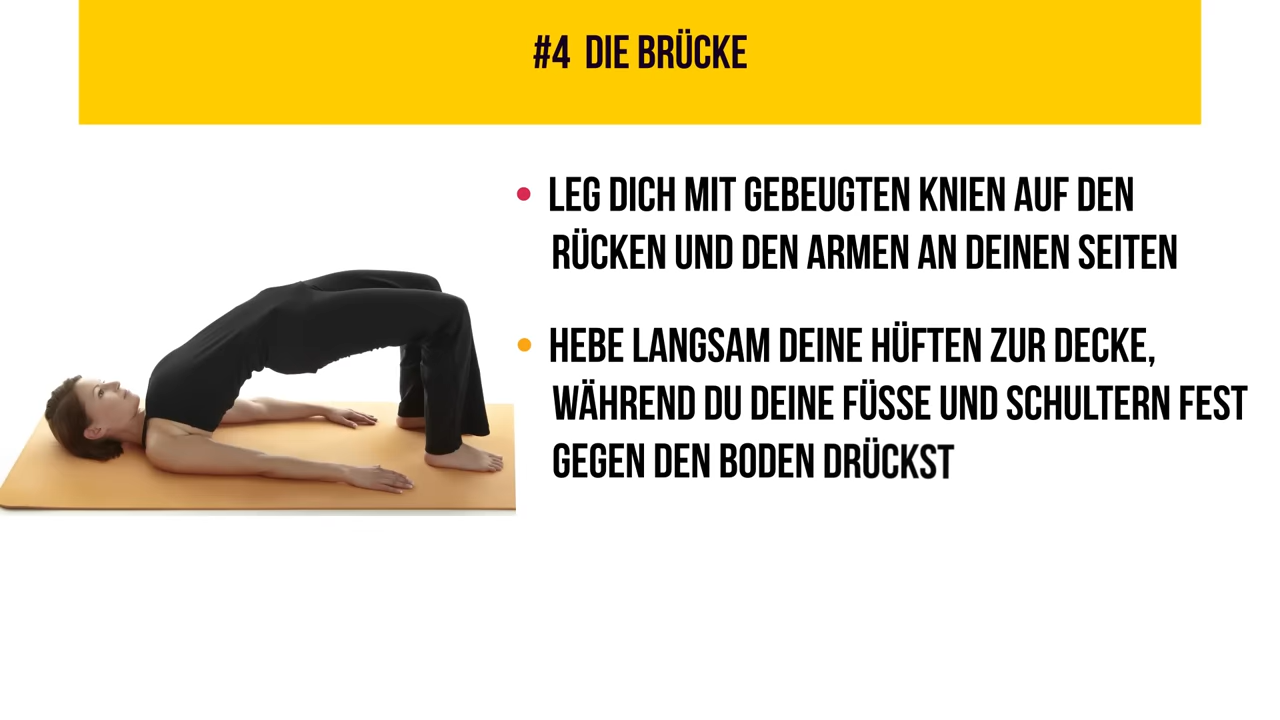 #4 DIE BRÜCKE
• LEG DICH MIT GEBEUGTEN KNIEN AUF DEN
RÜCKEN UND DEN ARMEN AN DEINEN SEITEN
• HEBE LANGSAM DEINE HÜFTEN ZUR DECKE,
WÄHREND DU DEINE FÜSSE UND SCHULTERN FEST
GEGEN DEN BODEN DRÜCKST